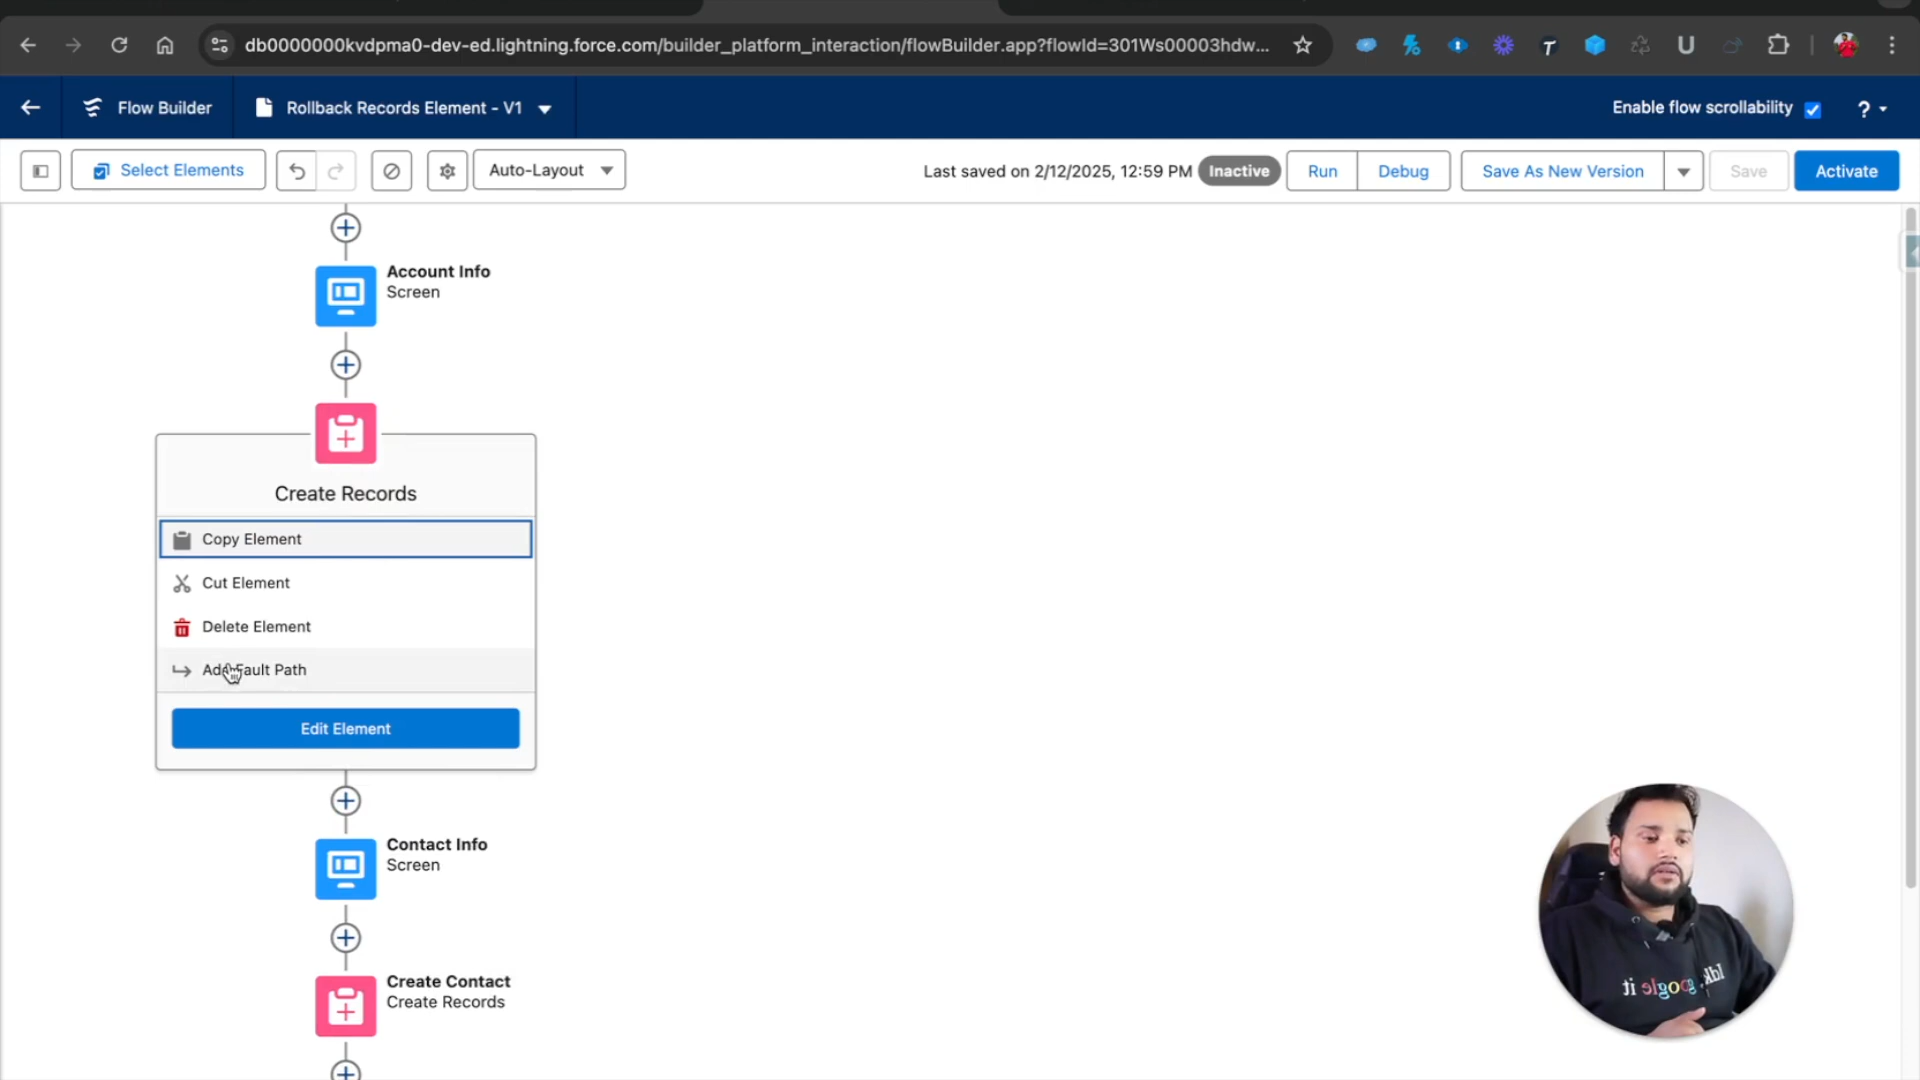 db0000000kvdpma0-dev-ed.lightning.force.com/builder_platform_interaction/flowBuilder.app?flowId=301Ws00003hdw...
Flow Builder
Rollback Records Element - V1
Enable flow scrollability
?
Select Elements
Auto-Layout
Last saved on 2/12/2025, 12:59 PM
Inactive
Run
Debug
Save As New Version
Save
Activate
Account Info
Screen
Create Records
Copy Element
Cut Element
Delete Element
Add Fault Path
Edit Element
Contact Info
Screen
Create Contact
Create Records
Idk, google it